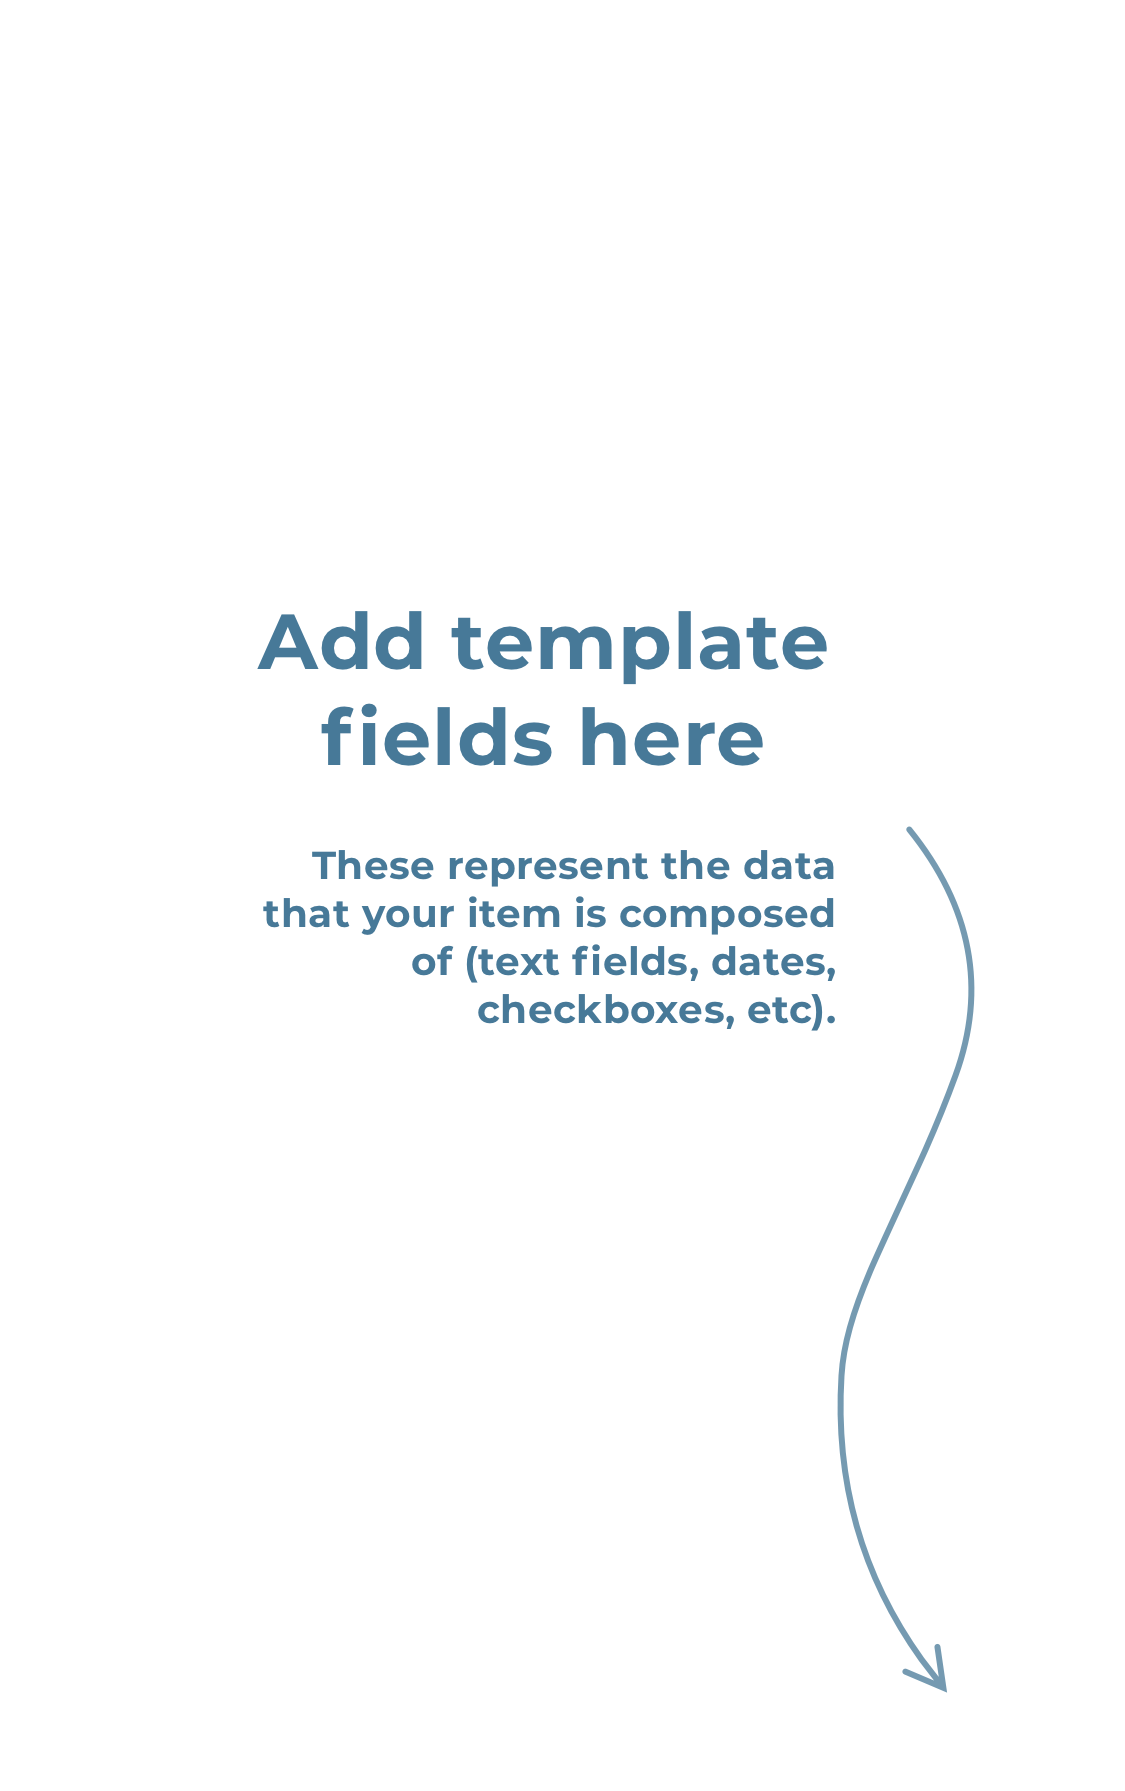 Add template
fields here
These represent the data
that your item is composed
of (text fields, dates,
checkboxes, etc).